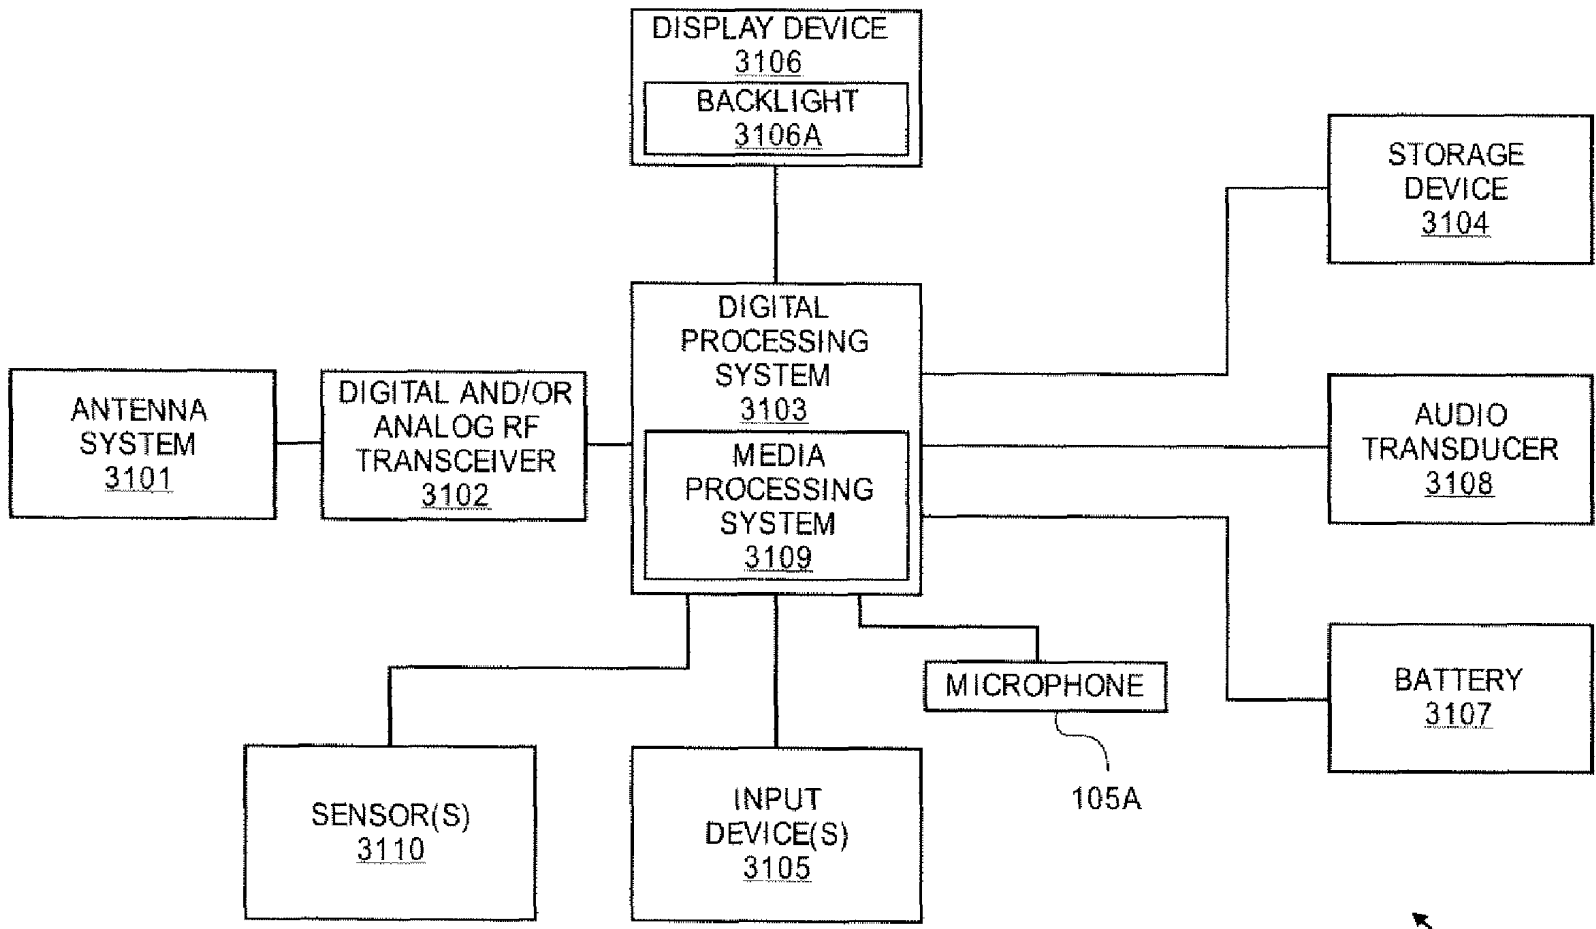 DISPLAY DEVICE
3106
BACKLIGHT
3106A
STORAGE
DEVICE
3104
DIGITAL
PROCESSING
SYSTEM
3103
MEDIA
PROCESSING
SYSTEM
3109
ANTENNA
SYSTEM
3101
DIGITAL AND/OR
ANALOG RF
TRANSCEIVER
3102
AUDIO
TRANSDUCER
3108
BATTERY
3107
MICROPHONE
105A
SENSOR(S)
3110
INPUT
DEVICE(S)
3105